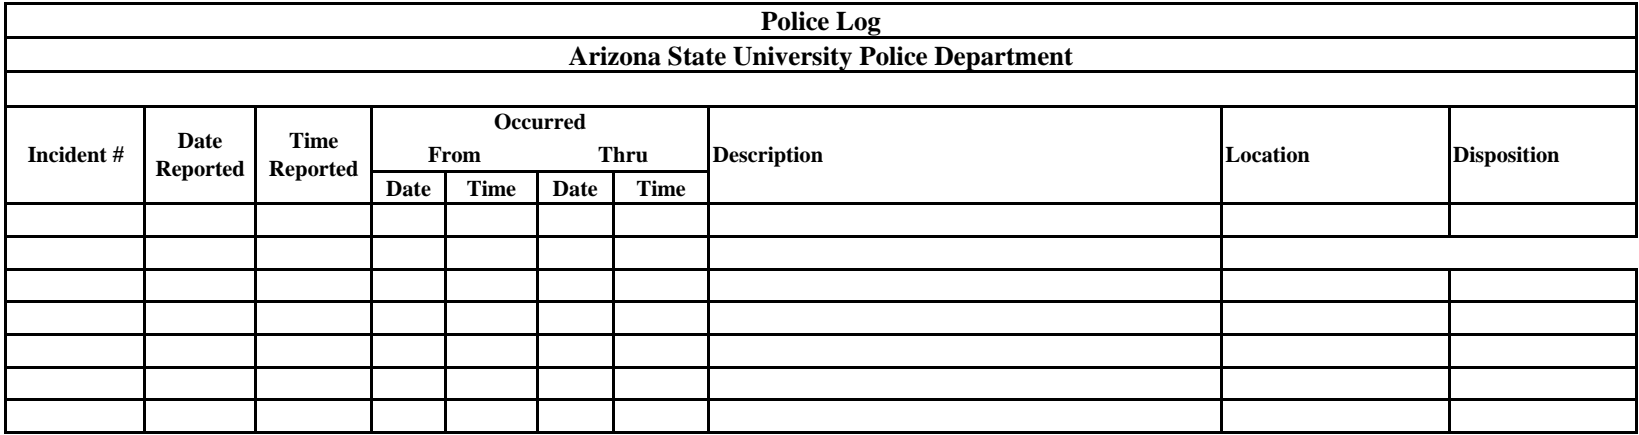 Police Log
Arizona State University Police Department
Incident #
Date
Reported
Time
Reported
Occurred
From Thru
Date Time Date Time
Description
Location
Disposition